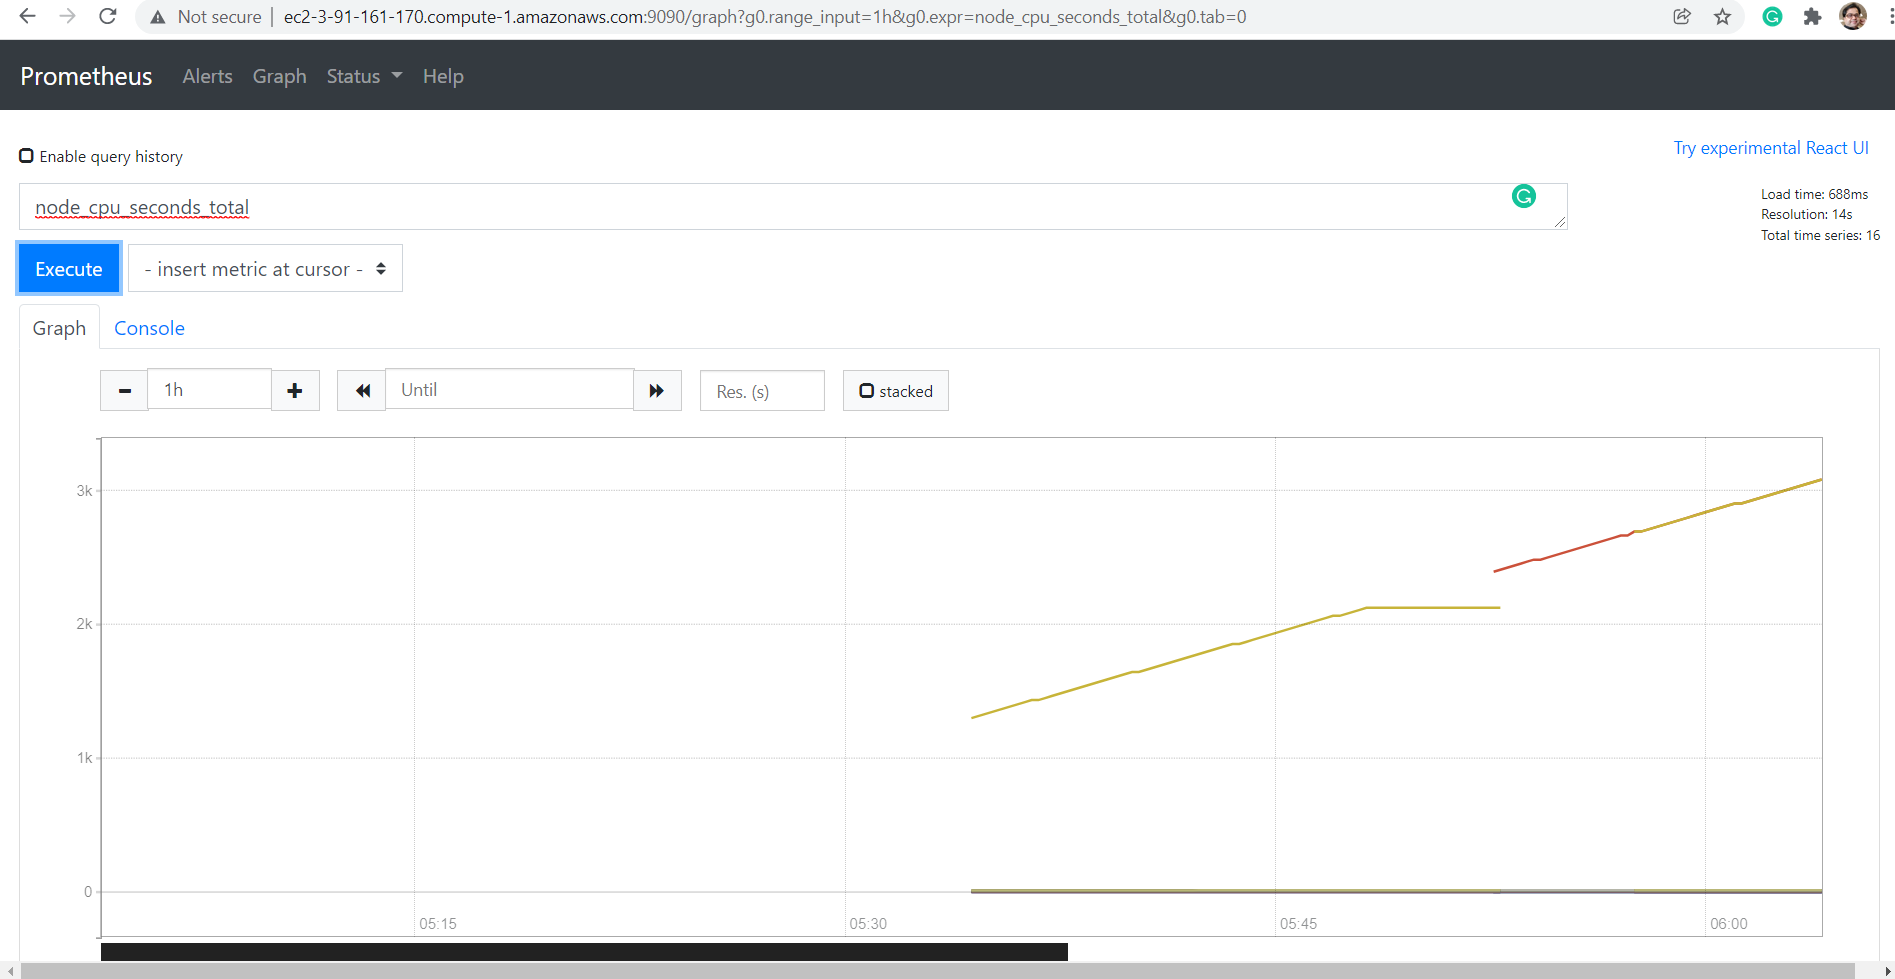 Not secure ec2-3-91-161-170.compute-1.amazonaws.com:9090/graph?g0.range_input=1h&g0.expr=node_cpu_seconds_total&g0.tab=0
Prometheus Alerts Graph Status Help
Enable query history
Try experimental React UI
node_cpu_seconds_total
Load time: 688ms
Resolution: 14s
Total time series: 16
Execute - insert metric at cursor -
Graph Console
1h Until Res. (s) stacked
3k
2k
1k
0
05:15 05:30 05:45 06:00